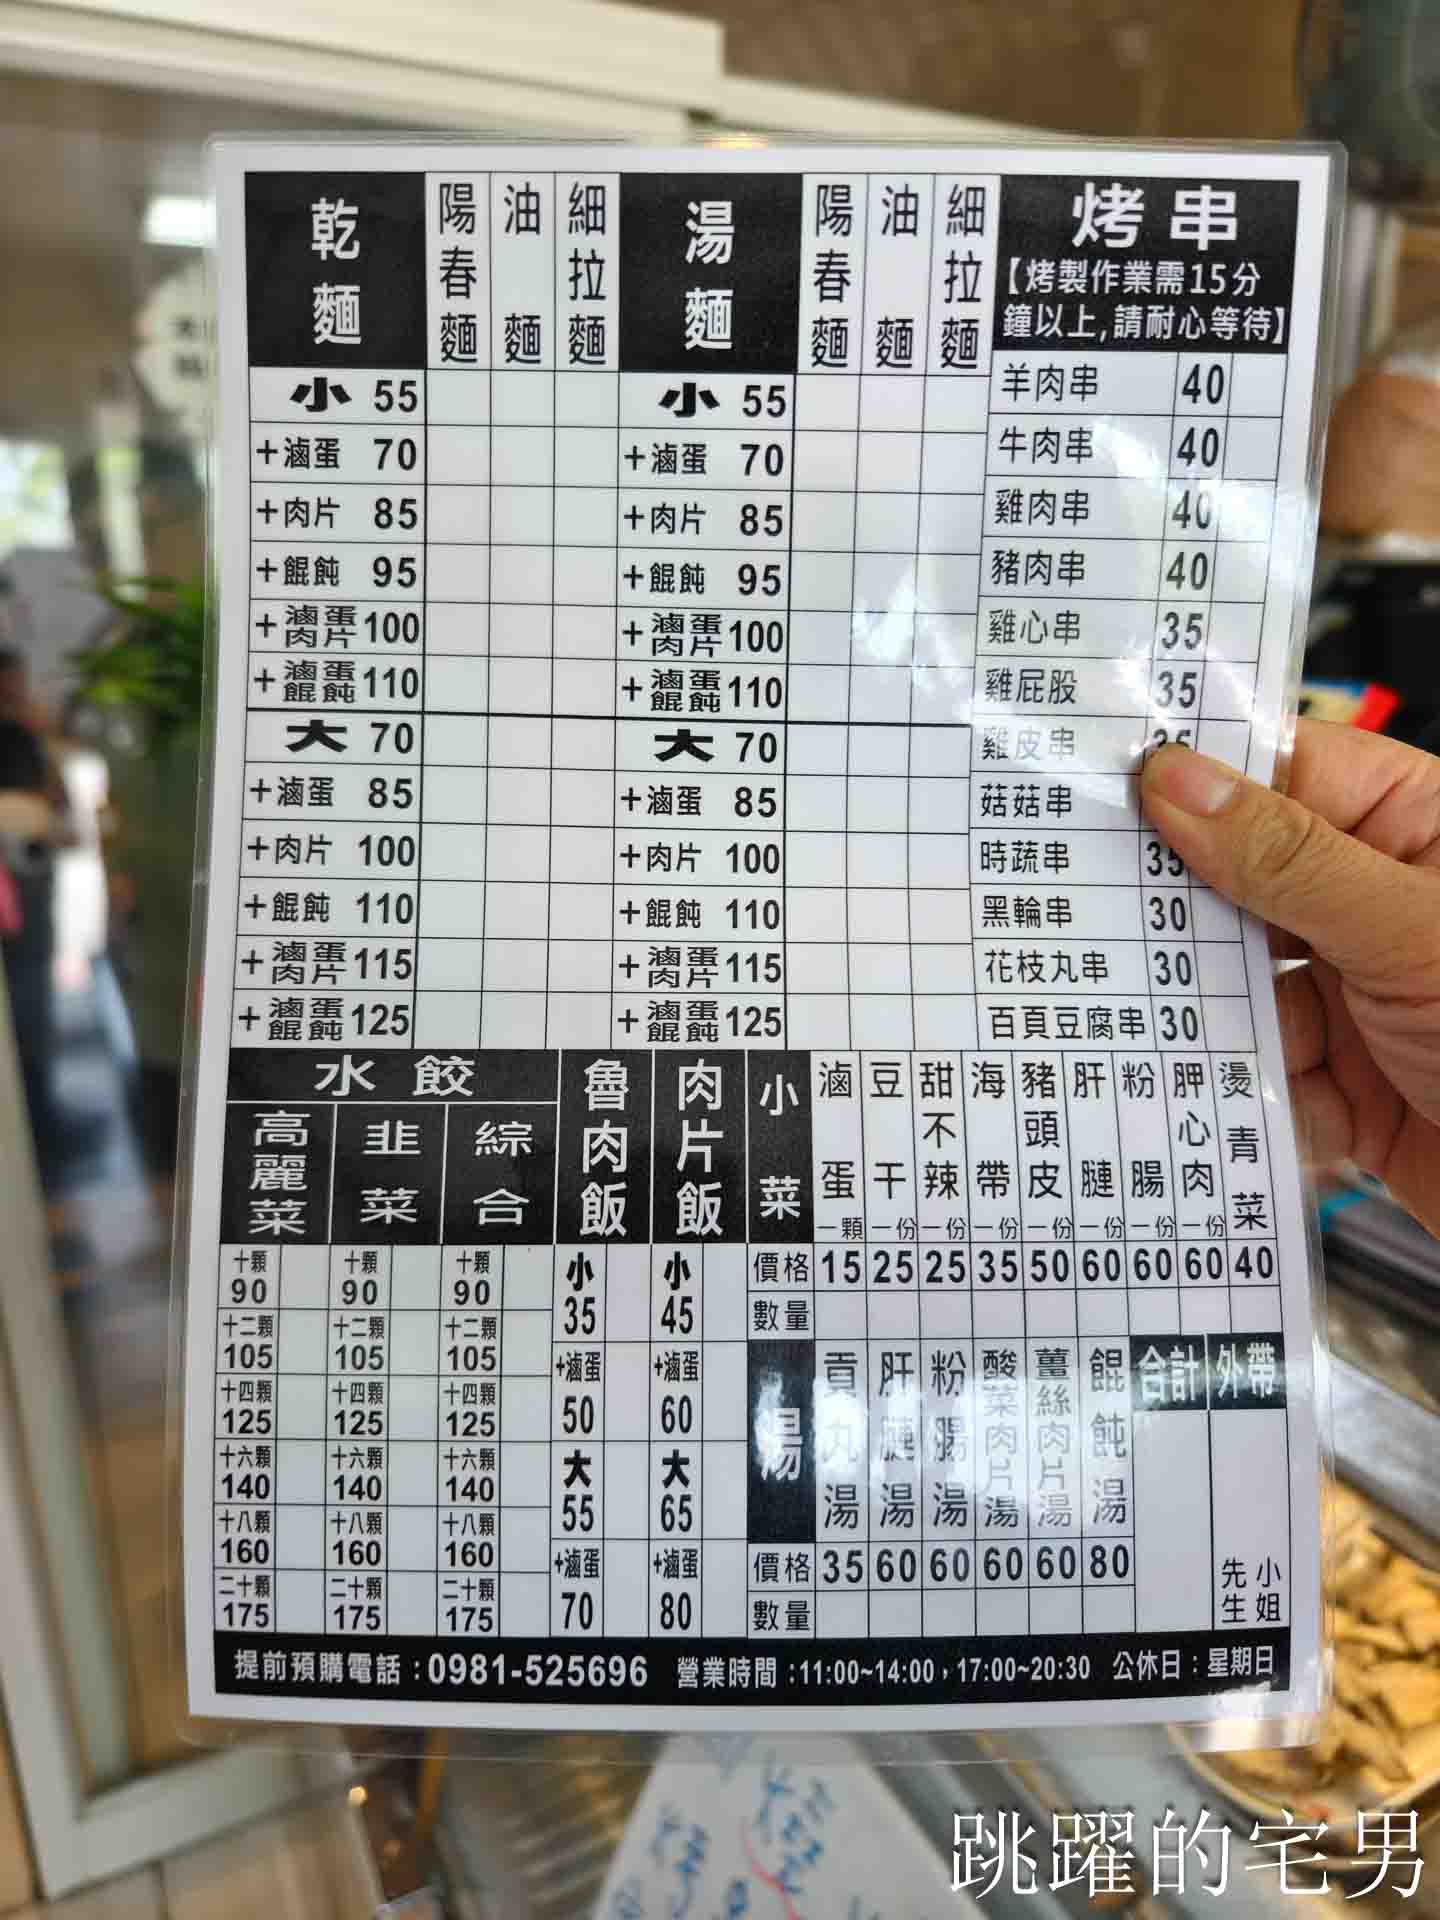 乾麵 陽春麵 油麵 細拉麵
小 55
+滷蛋 70
+肉片 85
+餛飩 95
+滷蛋肉片 100
+滷蛋餛飩 110
大 70
+滷蛋 85
+肉片 100
+餛飩 110
+滷蛋肉片 115
+滷蛋餛飩 125
湯麵 陽春麵 油麵 細拉麵
小 55
+滷蛋 70
+肉片 85
+餛飩 95
+滷蛋肉片 100
+滷蛋餛飩 110
大 70
+滷蛋 85
+肉片 100
+餛飩 110
+滷蛋肉片 115
+滷蛋餛飩 125
烤串
【烤製作業需15分
鐘以上,請耐心等待】
羊肉串 40
牛肉串 40
雞肉串 40
豬肉串 40
雞心串 35
雞屁股 35
雞皮串 35
菇菇串
時蔬串 35
黑輪串 30
花枝丸串 30
百頁豆腐串 30
水餃
高麗菜 韭菜 綜合
十顆 90 十顆 90 十顆 90
十二顆 105 十二顆 105 十二顆 105
十四顆 125 十四顆 125 十四顆 125
十六顆 140 十六顆 140 十六顆 140
十八顆 160 十八顆 160 十八顆 160
二十顆 175 二十顆 175 二十顆 175
魯肉飯
小 35
+滷蛋 50
大 55
+滷蛋 70
肉片飯
小 45
+滷蛋 60
大 65
+滷蛋 80
小菜 滷蛋一顆 豆干一份 甜不辣一份 海帶一份 豬頭皮一份 肝膢一份 粉腸一份 胛心肉一份 燙青菜
價格 15 25 25 35 50 60 60 60 40
數量
湯 貢丸湯 肝膢湯 粉腸湯 酸菜肉片湯 薑絲肉片湯 餛飩湯
價格 35 60 60 60 60 80
數量
合計 外帶
先生 小姐
提前預購電話：0981-525696 營業時間：11:00~14:00，17:00~20:30 公休日：星期日
跳躍的宅男